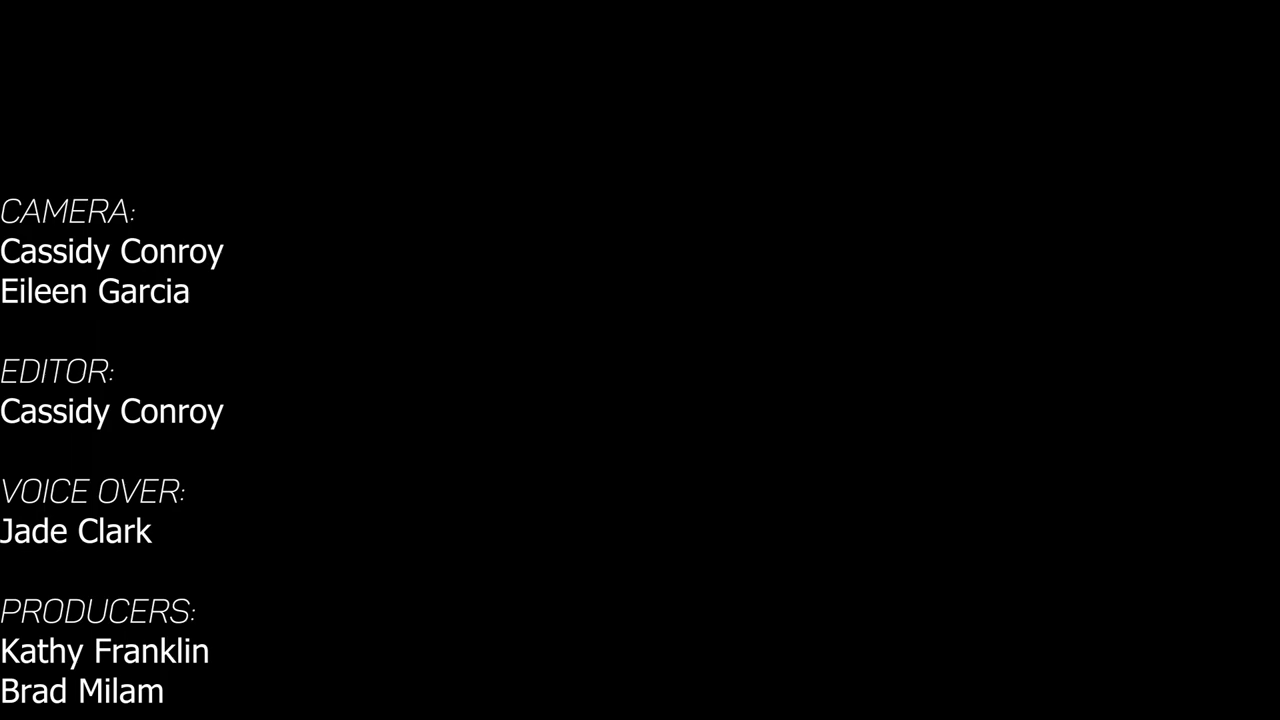 CAMERA:
Cassidy Conroy
Eileen Garcia
EDITOR:
Cassidy Conroy
VOICE OVER:
Jade Clark
PRODUCERS:
Kathy Franklin
Brad Milam